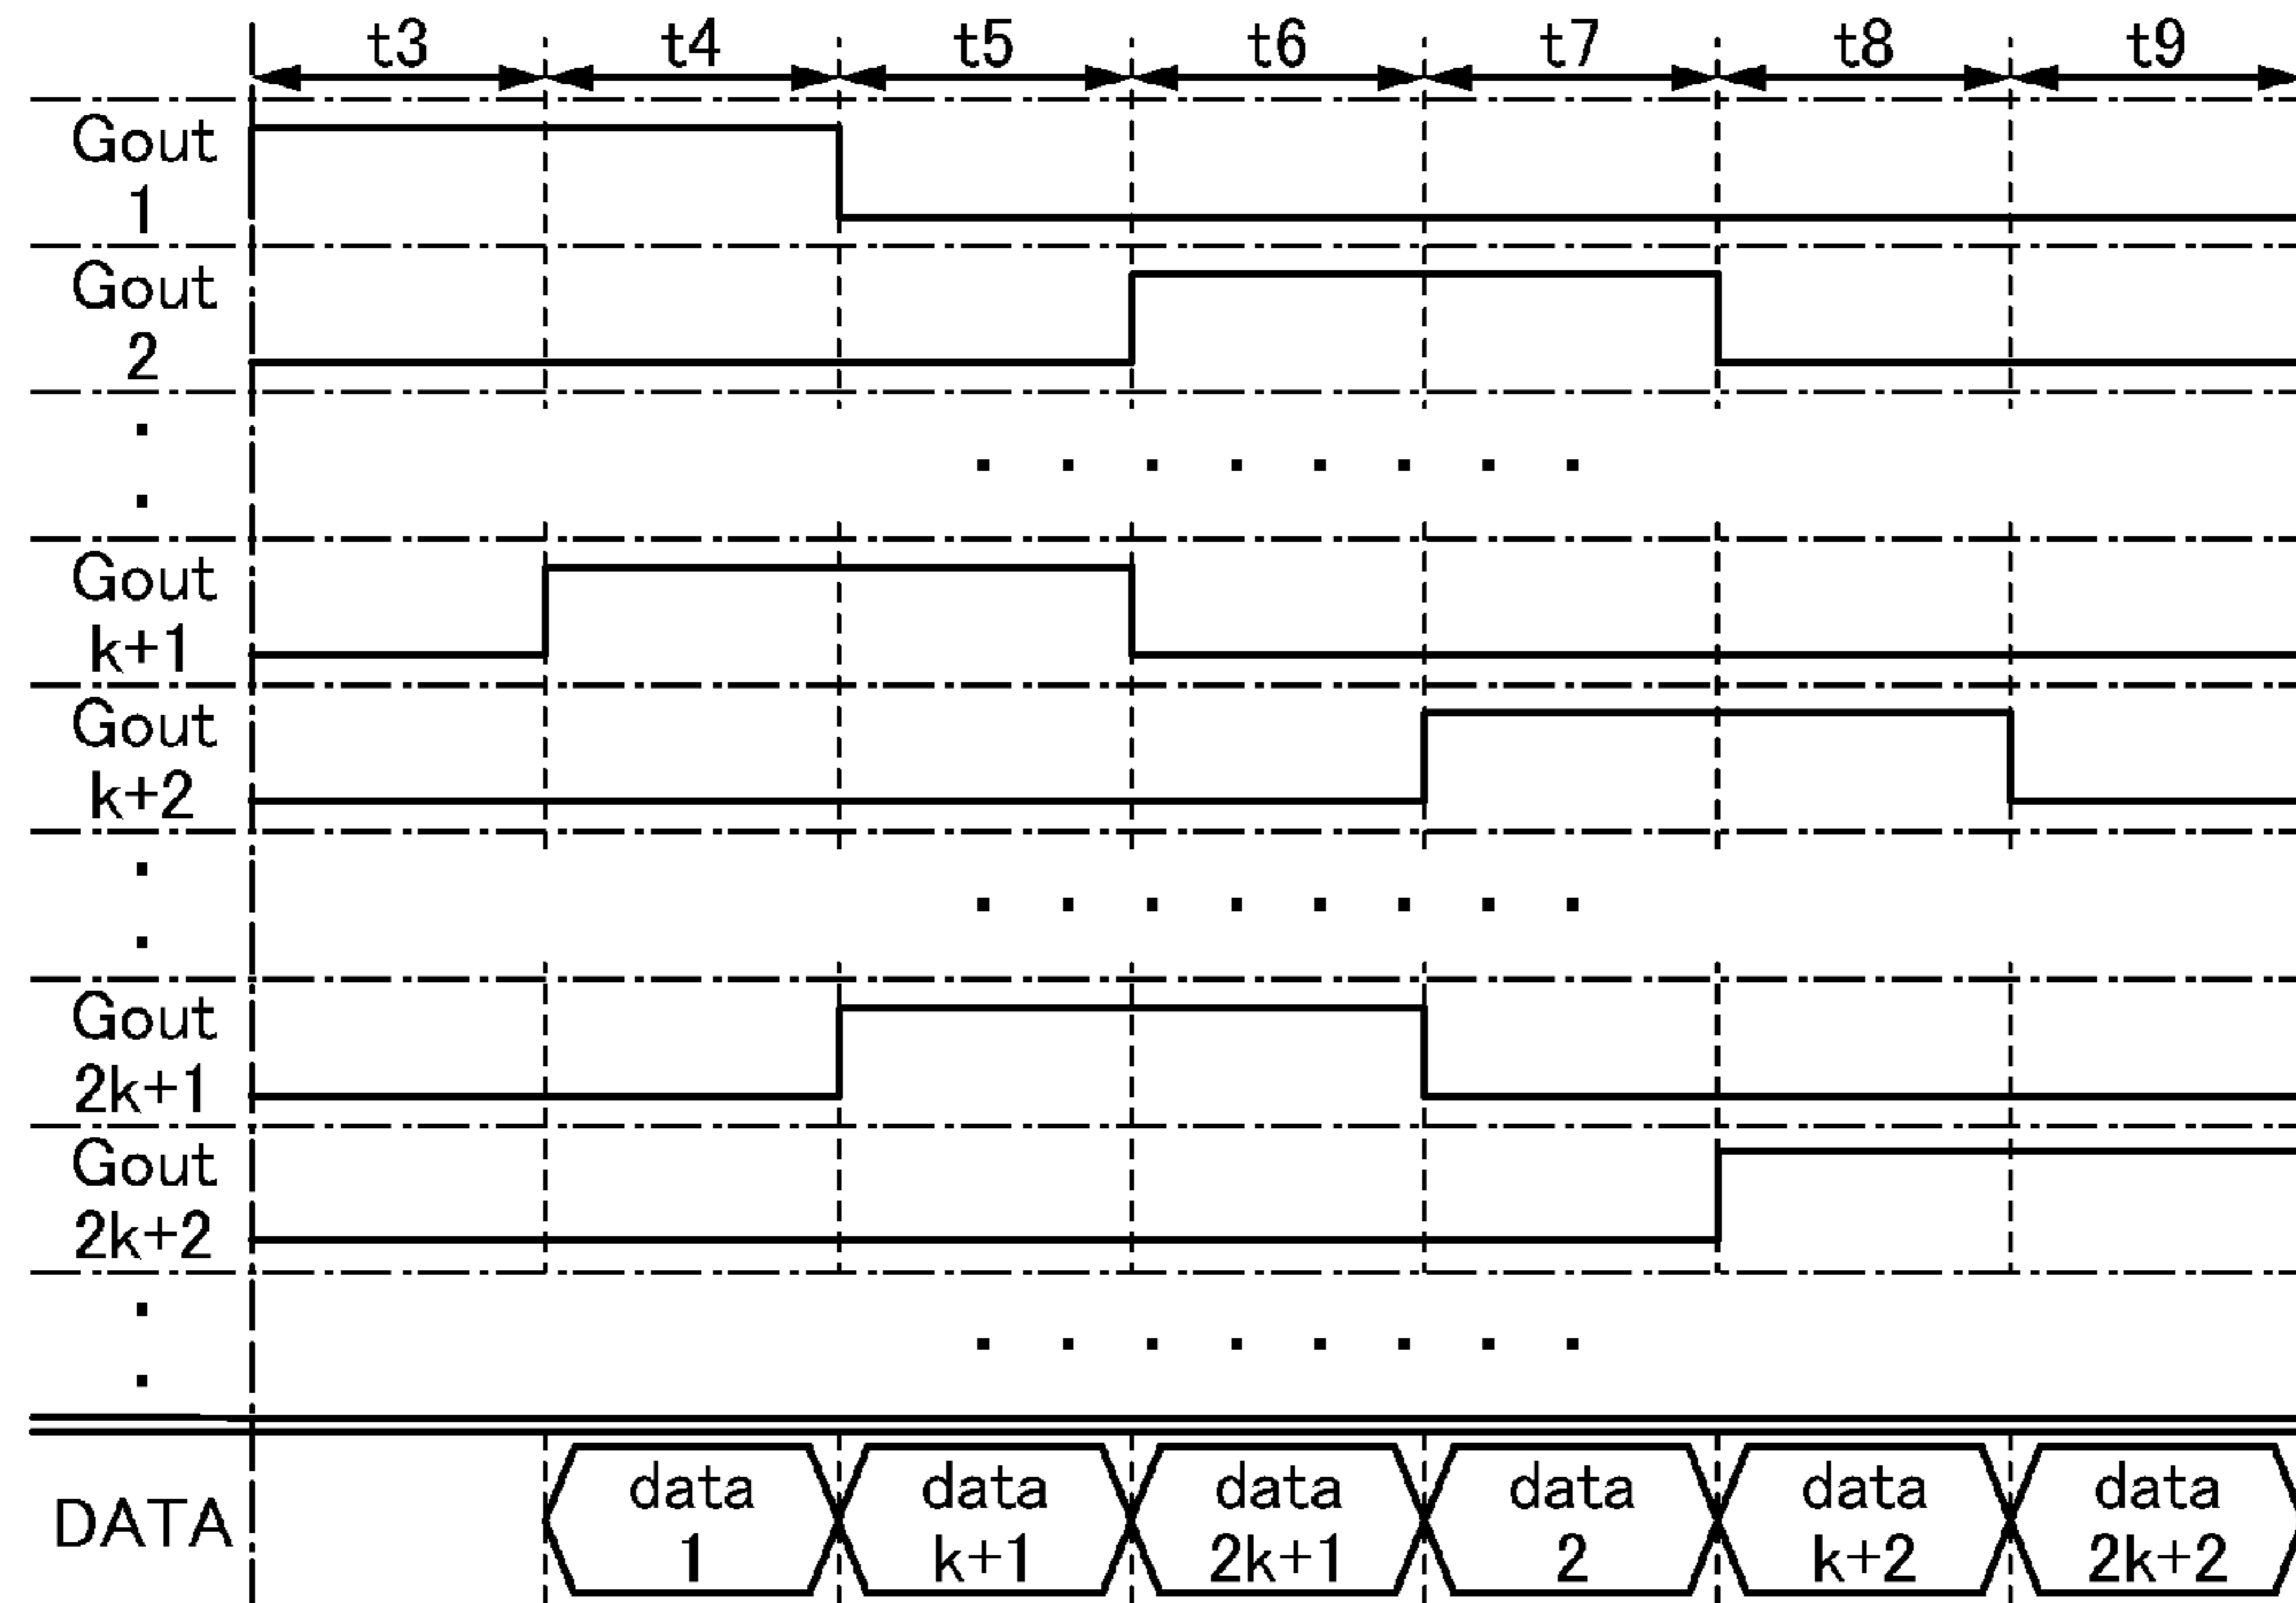 t3 t4 t5 t6 t7 t8 t9
Gout
1
Gout
2
Gout
k+1
Gout
k+2
Gout
2k+1
Gout
2k+2
DATA
data
1
data
k+1
data
2k+1
data
2
data
k+2
data
2k+2